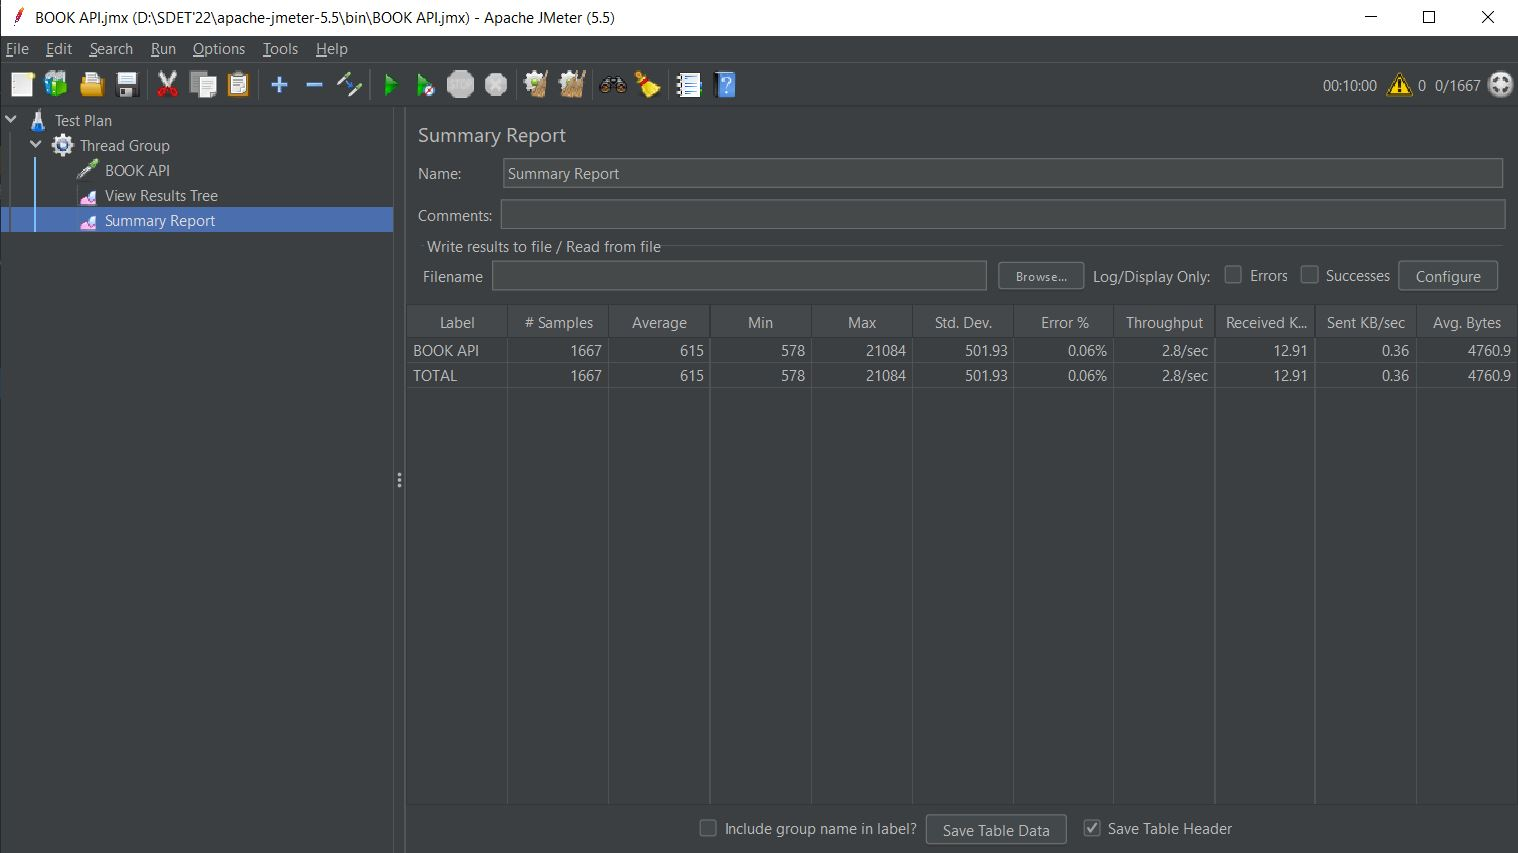 BOOK API.jmx (D:\SDET'22\apache-jmeter-5.5\bin\BOOK API.jmx) - Apache JMeter (5.5)
File Edit Search Run Options Tools Help
STOP 00:10:00 0 0/1667
Test Plan
Thread Group
BOOK API
View Results Tree
Summary Report
Summary Report
Name: Summary Report
Comments:
Write results to file / Read from file
Filename Browse... Log/Display Only: Errors Successes Configure
Label # Samples Average Min Max Std. Dev. Error % Throughput Received K... Sent KB/sec Avg. Bytes
BOOK API 1667 615 578 21084 501.93 0.06% 2.8/sec 12.91 0.36 4760.9
TOTAL 1667 615 578 21084 501.93 0.06% 2.8/sec 12.91 0.36 4760.9
Include group name in label? Save Table Data Save Table Header